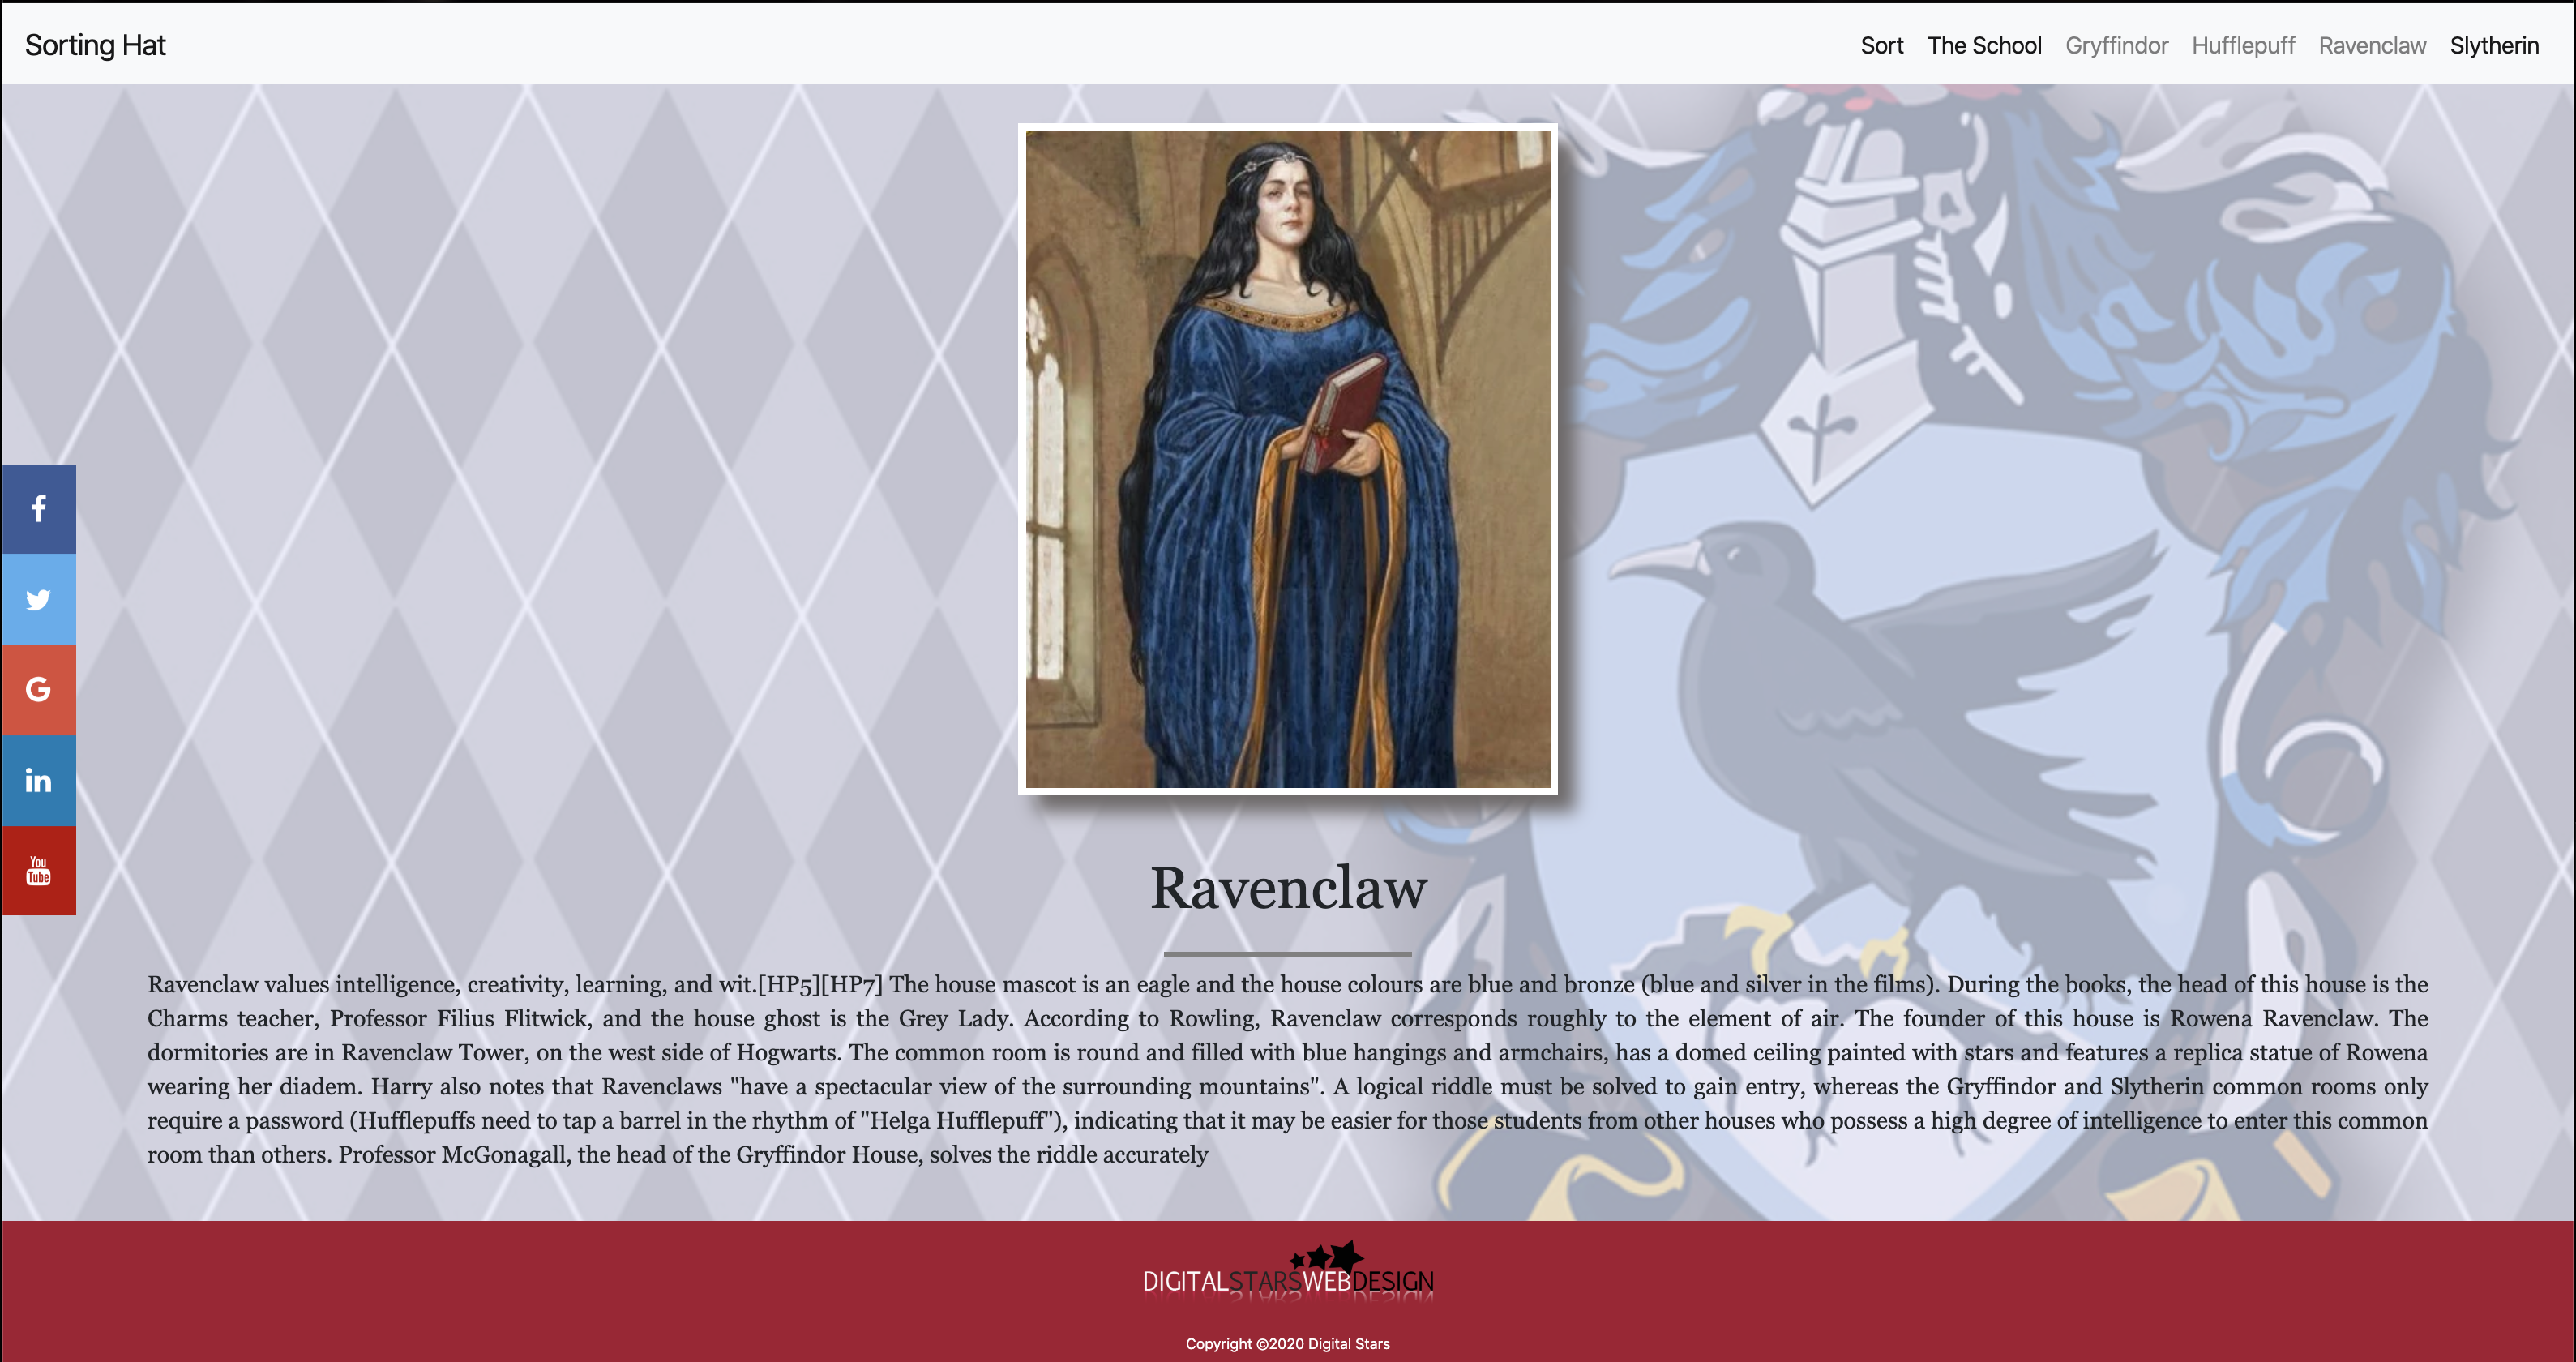 Sorting Hat
Sort The School Gryffindor Hufflepuff Ravenclaw Slytherin
f
G
in
You
Tube
Ravenclaw
Ravenclaw values intelligence, creativity, learning, and wit.[HP5][HP7] The house mascot is an eagle and the house colours are blue and bronze (blue and silver in the films). During the books, the head of this house is the
Charms teacher, Professor Filius Flitwick, and the house ghost is the Grey Lady. According to Rowling, Ravenclaw corresponds roughly to the element of air. The founder of this house is Rowena Ravenclaw. The
dormitories are in Ravenclaw Tower, on the west side of Hogwarts. The common room is round and filled with blue hangings and armchairs, has a domed ceiling painted with stars and features a replica statue of Rowena
wearing her diadem. Harry also notes that Ravenclaws "have a spectacular view of the surrounding mountains". A logical riddle must be solved to gain entry, whereas the Gryffindor and Slytherin common rooms only
require a password (Hufflepuffs need to tap a barrel in the rhythm of "Helga Hufflepuff"), indicating that it may be easier for those students from other houses who possess a high degree of intelligence to enter this common
room than others. Professor McGonagall, the head of the Gryffindor House, solves the riddle accurately
DIGITALSTARSWEBDESIGN
Copyright ©2020 Digital Stars